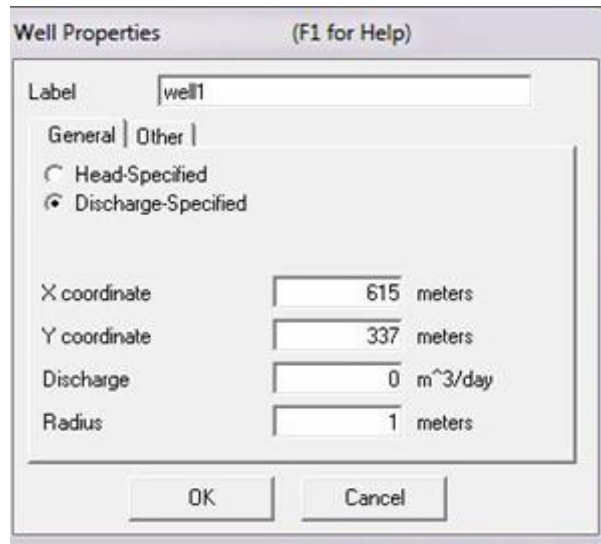 Well Properties (F1 for Help)
Label well1
General Other
Head-Specified
Discharge-Specified
X coordinate 615 meters
Y coordinate 337 meters
Discharge 0 m^3/day
Radius 1 meters
OK Cancel